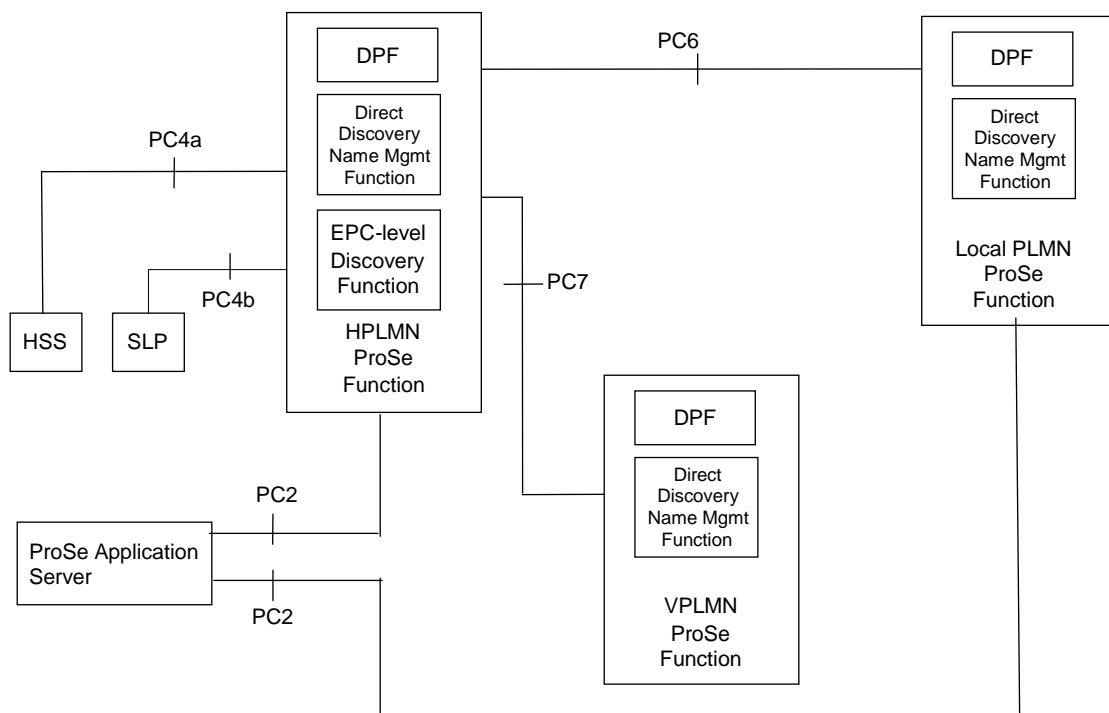 DPF
Direct
Discovery
Name Mgmt
Function
EPC-level
Discovery
Function
HPLMN
ProSe
Function
PC4a
PC4b
HSS
SLP
PC6
PC7
DPF
Direct
Discovery
Name Mgmt
Function
Local PLMN
ProSe
Function
DPF
Direct
Discovery
Name Mgmt
Function
VPLMN
ProSe
Function
PC2
ProSe Application
Server
PC2